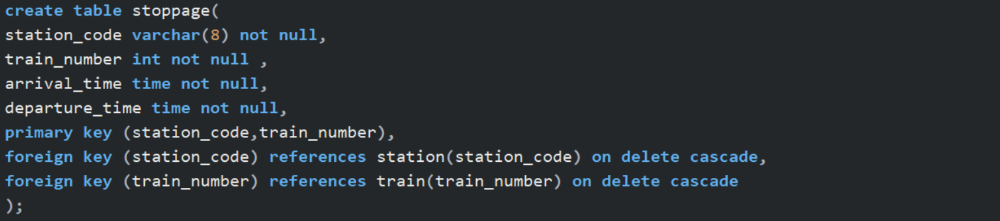 create table stoppage(
station_code varchar(8) not null,
train_number int not null ,
arrival_time time not null,
departure_time time not null,
primary key (station_code,train_number),
foreign key (station_code) references station(station_code) on delete cascade,
foreign key (train_number) references train(train_number) on delete cascade
);